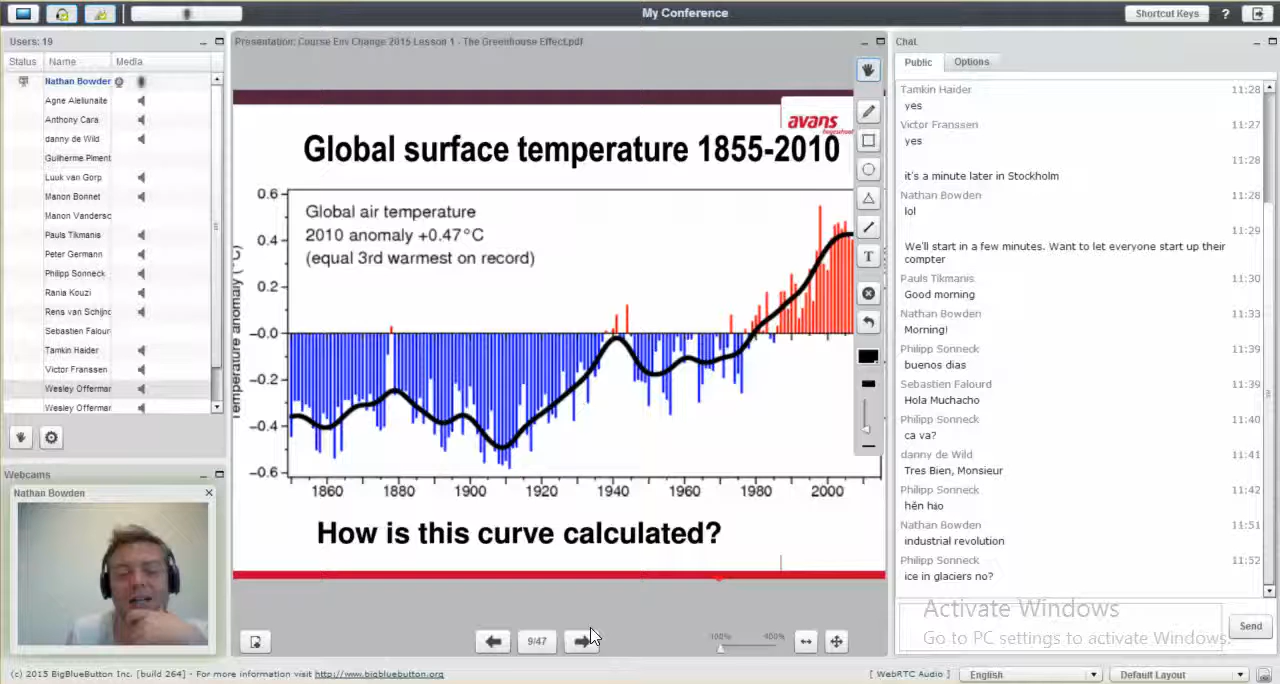 My Conference
Shortcut Keys
?
Users: 19
Status Name Media
Nathan Bowder
Agne Aleliunaite
Anthony Cara
danny de Wild
Guilherme Piment
Luuk van Gorp
Manon Bonnet
Manon Vandersc
Pauls Tikmanis
Peter Germann
Philipp Sonneck
Rania Kouzi
Rens van Schijnd
Sebastien Falour
Tamkin Haider
Victor Franssen
Wesley Offermar
Wesley Offermar
Webcams
Nathan Bowden
Presentation: Course Env Change 2015 Lesson 1 - The Greenhouse Effect.pdf
avans
hogeschool
Global surface temperature 1855-2010
Global air temperature
2010 anomaly +0.47°C
(equal 3rd warmest on record)
Temperature anomaly (°C)
0.6
0.4
0.2
-0.0
-0.2
-0.4
-0.6
1860 1880 1900 1920 1940 1960 1980 2000
How is this curve calculated?
T
9/47
100% 400%
Chat
Public Options
Tamkin Haider 11:28
yes
Victor Franssen 11:27
yes
11:28
it's a minute later in Stockholm
Nathan Bowden 11:28
lol
11:29
We'll start in a few minutes. Want to let everyone start up their
compter
Pauls Tikmanis 11:30
Good morning
Nathan Bowden 11:33
Morning!
Philipp Sonneck 11:39
buenos dias
Sebastien Falourd 11:39
Hola Muchacho
Philipp Sonneck 11:40
ca va?
danny de Wild 11:41
Tres Bien, Monsieur
Philipp Sonneck 11:42
hěn hǎo
Nathan Bowden 11:51
industrial revolution
Philipp Sonneck 11:52
ice in glaciers no?
Activate Windows
Go to PC settings to activate Windows.
Send
(c) 2015 BigBlueButton Inc. [build 264] - For more information visit http://www.bigbluebutton.org
[ WebRTC Audio ]
English
Default Layout